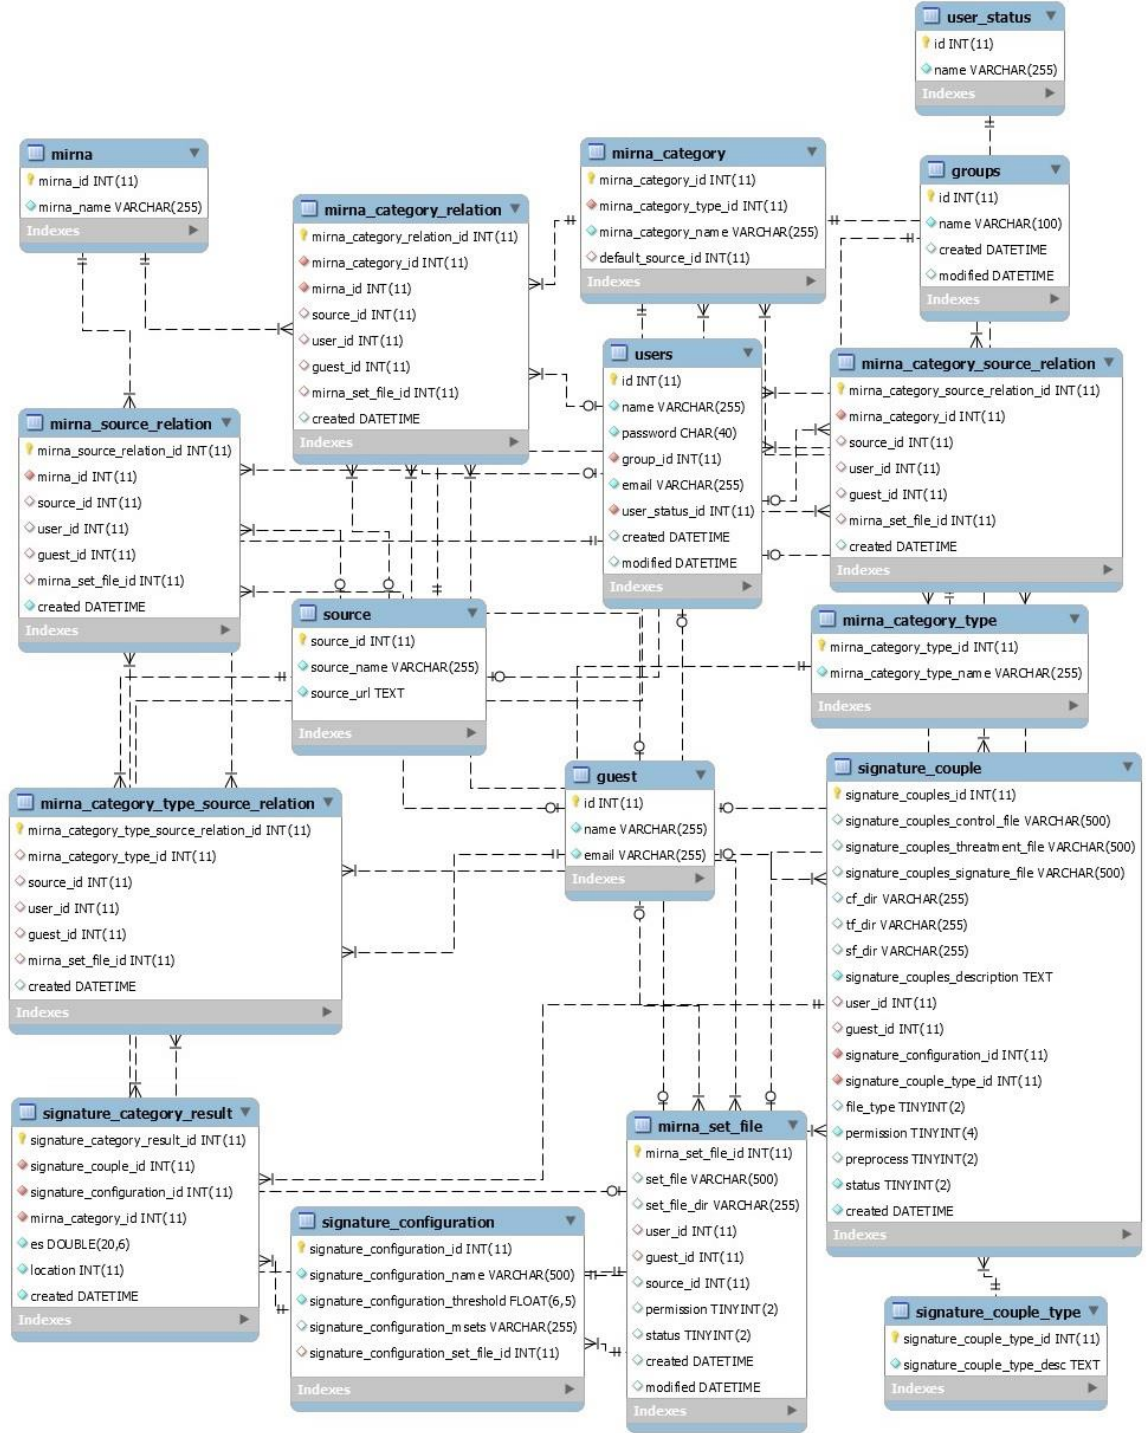 user_status
id INT(11)
name VARCHAR(255)
Indexes
mirna
mirna_id INT(11)
mirna_name VARCHAR(255)
Indexes
mirna_category
mirna_category_id INT(11)
mirna_category_type_id INT(11)
mirna_category_name VARCHAR(255)
default_source_id INT(11)
Indexes
groups
id INT(11)
name VARCHAR(100)
created DATETIME
modified DATETIME
Indexes
mirna_category_relation
mirna_category_relation_id INT(11)
mirna_category_id INT(11)
mirna_id INT(11)
source_id INT(11)
user_id INT(11)
guest_id INT(11)
mirna_set_file_id INT(11)
created DATETIME
Indexes
users
id INT(11)
name VARCHAR(255)
password CHAR(40)
group_id INT(11)
email VARCHAR(255)
user_status_id INT(11)
created DATETIME
modified DATETIME
Indexes
mirna_category_source_relation
mirna_category_source_relation_id INT(11)
mirna_category_id INT(11)
source_id INT(11)
user_id INT(11)
guest_id INT(11)
mirna_set_file_id INT(11)
created DATETIME
Indexes
mirna_source_relation
mirna_source_relation_id INT(11)
mirna_id INT(11)
source_id INT(11)
user_id INT(11)
guest_id INT(11)
mirna_set_file_id INT(11)
created DATETIME
Indexes
source
source_id INT(11)
source_name VARCHAR(255)
source_url TEXT
Indexes
mirna_category_type
mirna_category_type_id INT(11)
mirna_category_type_name VARCHAR(255)
Indexes
guest
id INT(11)
name VARCHAR(255)
email VARCHAR(255)
Indexes
signature_couple
signature_couples_id INT(11)
signature_couples_control_file VARCHAR(500)
signature_couples_threatment_file VARCHAR(500)
signature_couples_signature_file VARCHAR(500)
cf_dir VARCHAR(255)
tf_dir VARCHAR(255)
sf_dir VARCHAR(255)
signature_couples_description TEXT
user_id INT(11)
guest_id INT(11)
signature_configuration_id INT(11)
signature_couple_type_id INT(11)
file_type TINYINT(2)
permission TINYINT(4)
preprocess TINYINT(2)
status TINYINT(2)
created DATETIME
Indexes
mirna_category_type_source_relation
mirna_category_type_source_relation_id INT(11)
mirna_category_type_id INT(11)
source_id INT(11)
user_id INT(11)
guest_id INT(11)
mirna_set_file_id INT(11)
created DATETIME
Indexes
signature_category_result
signature_category_result_id INT(11)
signature_couple_id INT(11)
signature_configuration_id INT(11)
mirna_category_id INT(11)
es DOUBLE(20,6)
location INT(11)
created DATETIME
Indexes
signature_configuration
signature_configuration_id INT(11)
signature_configuration_name VARCHAR(500)
signature_configuration_threshold FLOAT(6,5)
signature_configuration_msets VARCHAR(255)
signature_configuration_set_file_id INT(11)
Indexes
mirna_set_file
mirna_set_file_id INT(11)
set_file VARCHAR(500)
set_file_dir VARCHAR(255)
user_id INT(11)
guest_id INT(11)
source_id INT(11)
permission TINYINT(2)
status TINYINT(2)
created DATETIME
modified DATETIME
Indexes
signature_couple_type
signature_couple_type_id INT(11)
signature_couple_type_desc TEXT
Indexes